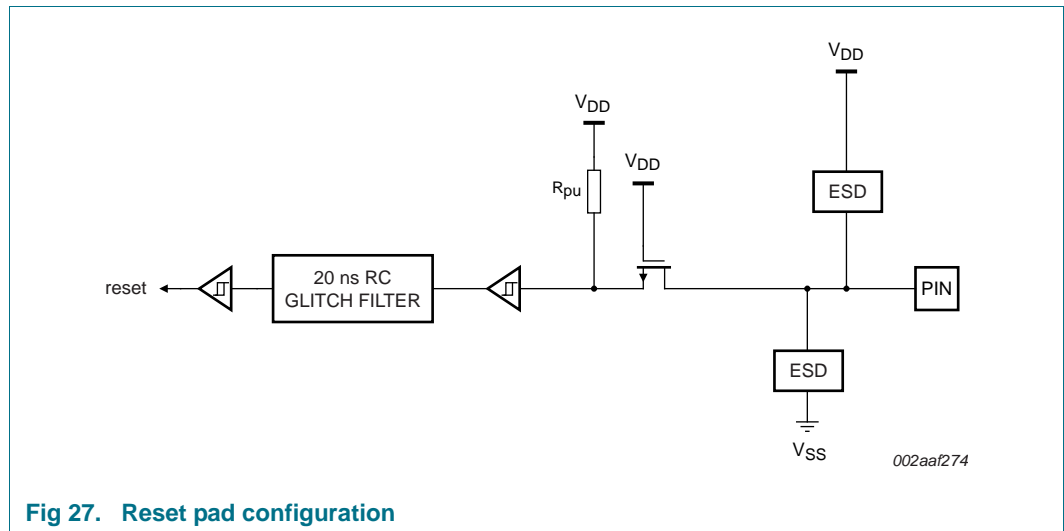 VDD
VDD
VDD
Rpu
ESD
reset
20 ns RC
GLITCH FILTER
PIN
ESD
VSS
002aaf274
Fig 27. Reset pad configuration